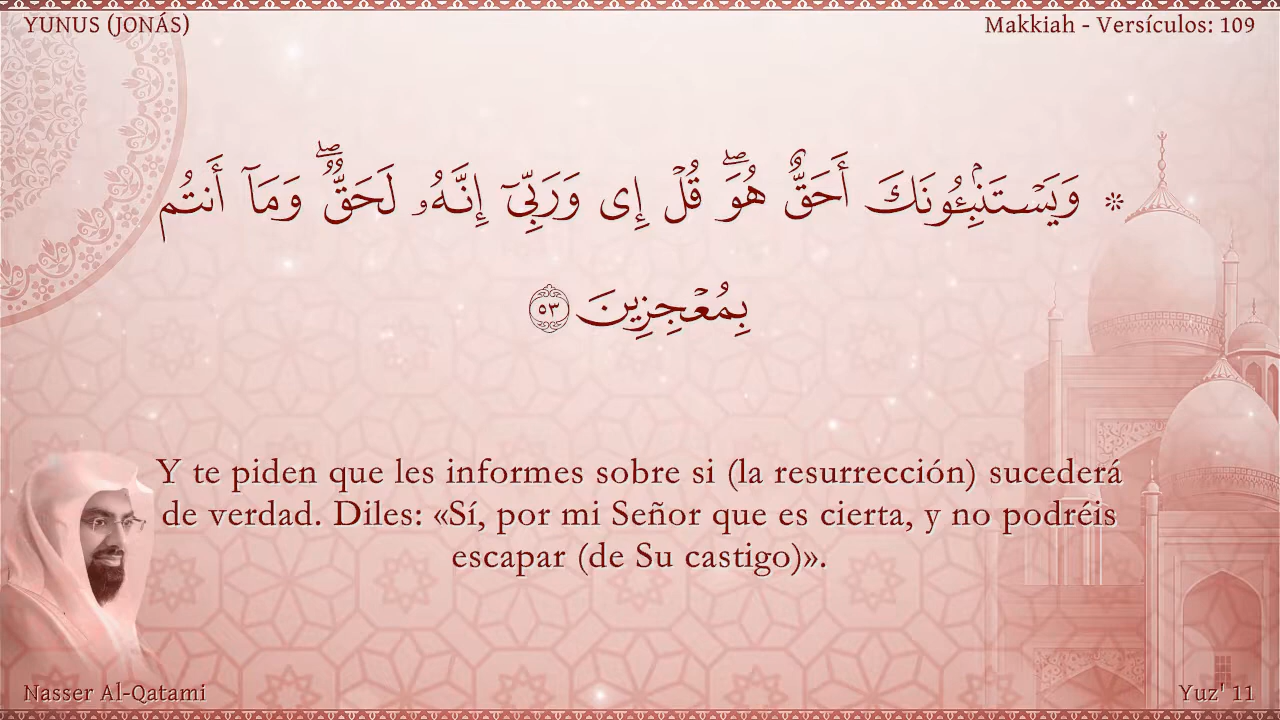 YUNUS (JONÁS)
Makkiah - Versículos: 109
۞ وَيَسْتَنۢبِـُٔونَكَ أَحَقٌّ هُوَ ۖ قُلْ إِى وَرَبِّىٓ إِنَّهُۥ لَحَقٌّ ۖ وَمَآ أَنتُم
بِمُعْجِزِينَ ٥٣
Y te piden que les informes sobre si (la resurrección) sucederá
de verdad. Diles: «Sí, por mi Señor que es cierta, y no podréis
escapar (de Su castigo)».
Nasser Al-Qatami
Yuz' 11